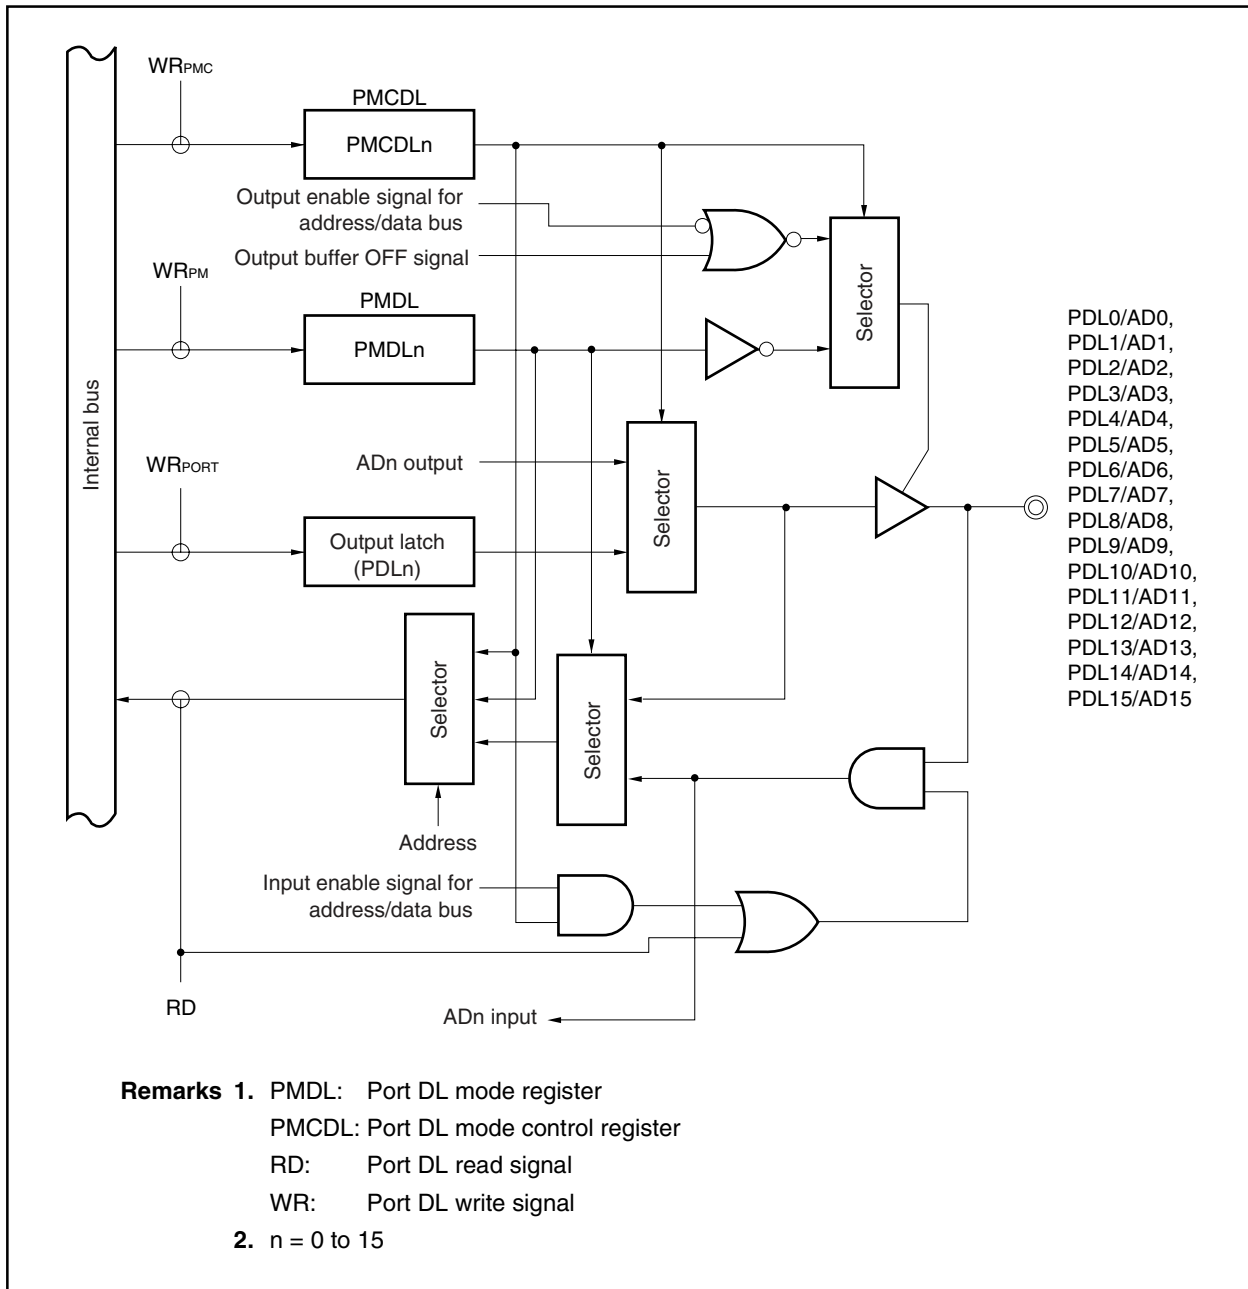 WRPMC
PMCDL
PMCDLn
Output enable signal for
address/data bus
Output buffer OFF signal
WRPM
PMDL
PMDLn
Selector
Internal bus
ADn output
WRPORT
Output latch
(PDLn)
Selector
PDL0/AD0,
PDL1/AD1,
PDL2/AD2,
PDL3/AD3,
PDL4/AD4,
PDL5/AD5,
PDL6/AD6,
PDL7/AD7,
PDL8/AD8,
PDL9/AD9,
PDL10/AD10,
PDL11/AD11,
PDL12/AD12,
PDL13/AD13,
PDL14/AD14,
PDL15/AD15
Selector
Selector
Address
Input enable signal for
address/data bus
RD
ADn input
Remarks 1. PMDL: Port DL mode register
PMCDL: Port DL mode control register
RD: Port DL read signal
WR: Port DL write signal
2. n = 0 to 15